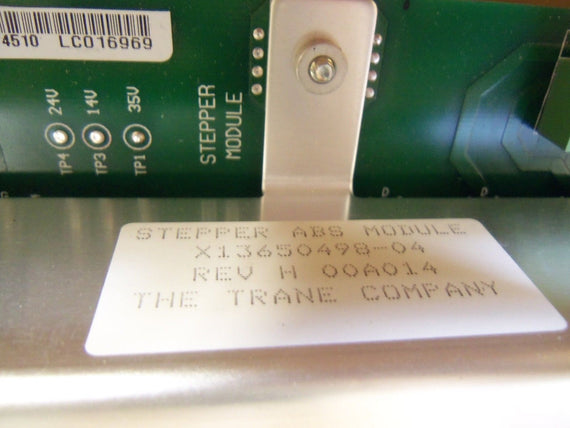 4510 LC016969
24V
14V
35V
TP4
TP3
TP1
STEPPER
MODULE
STEPPER ABS MODULE
X13650498-04
REV H 00A014
THE TRANE COMPANY